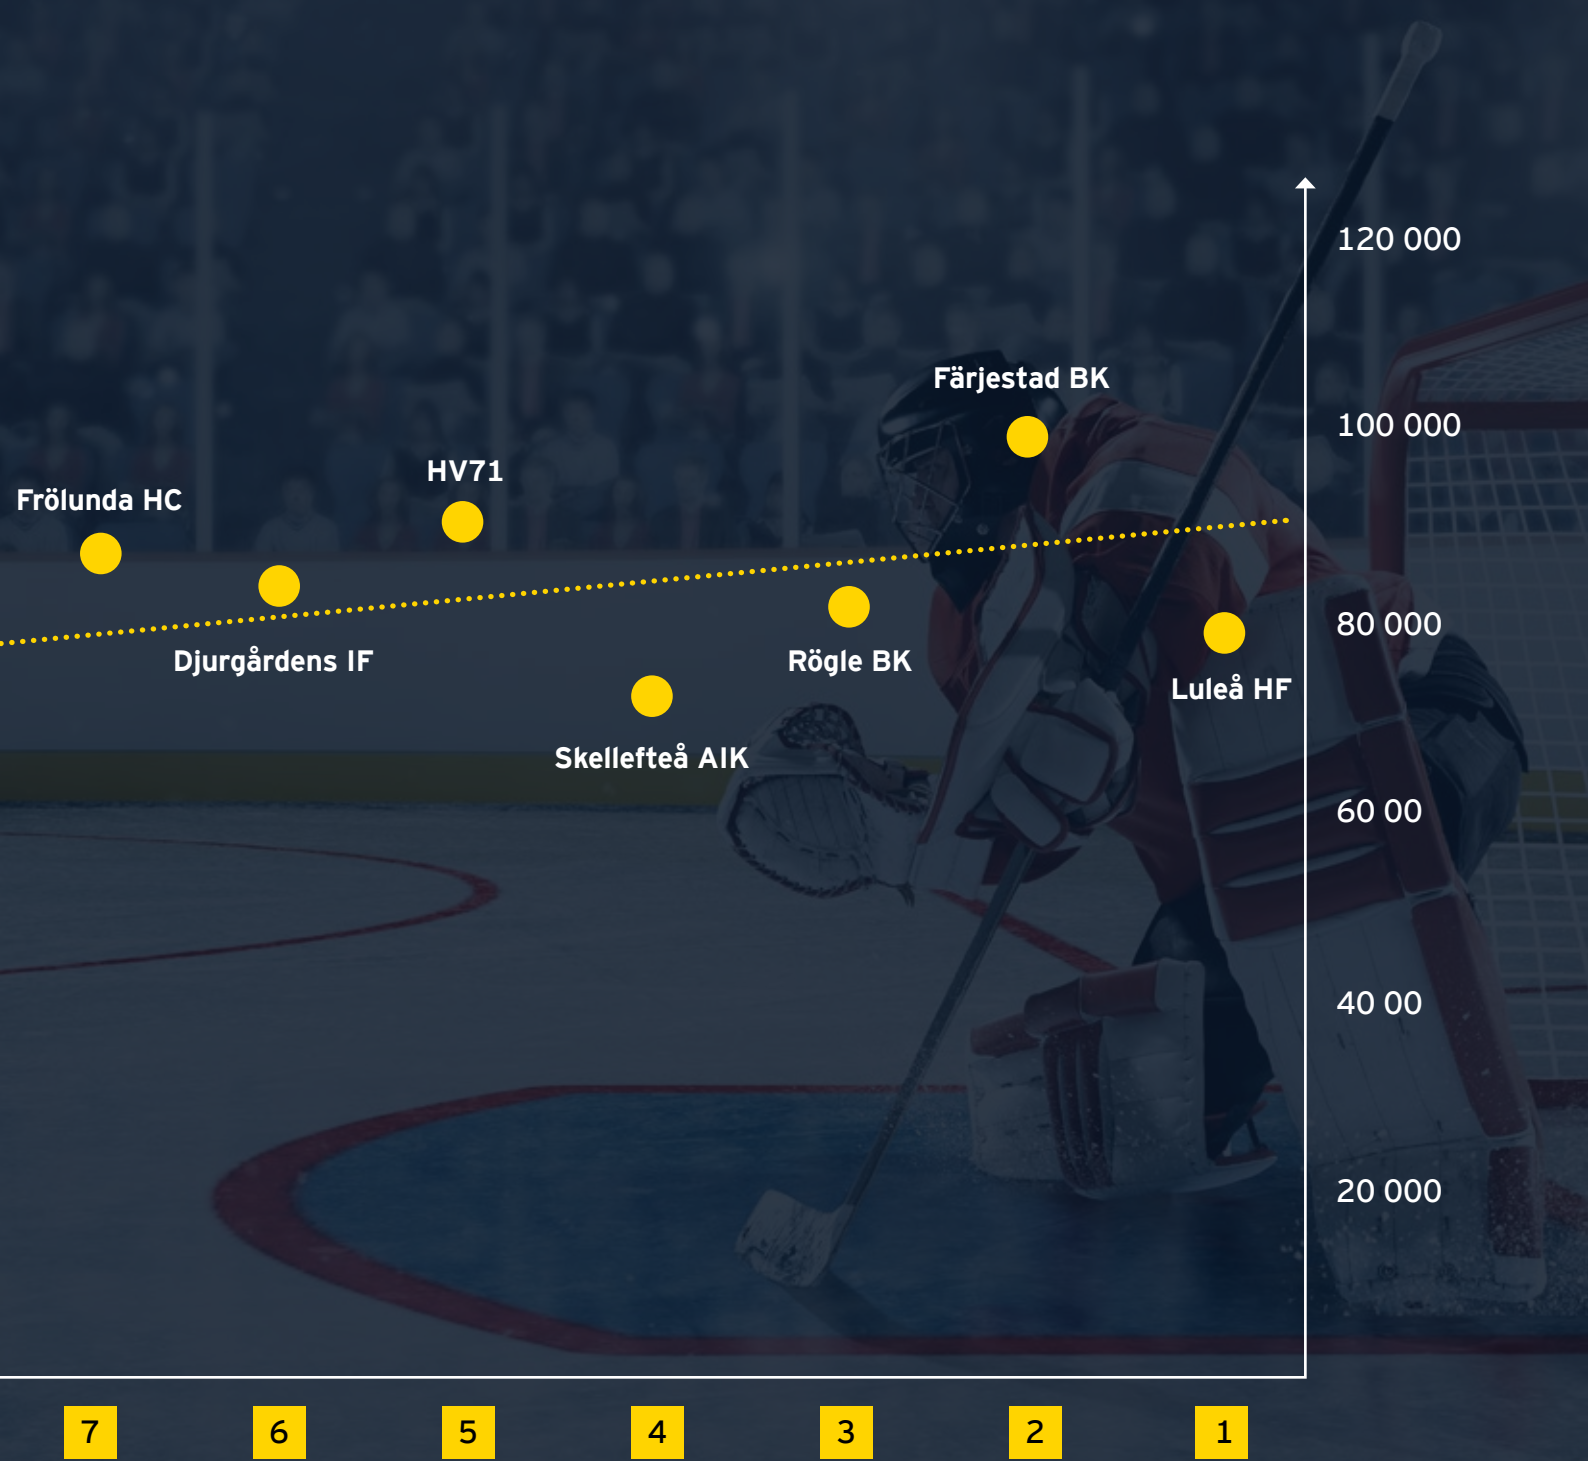 120 000
Färjestad BK
100 000
HV71
Frölunda HC
80 000
Djurgårdens IF
Rögle BK
Luleå HF
Skellefteå AIK
60 00
40 00
20 000
7 6 5 4 3 2 1